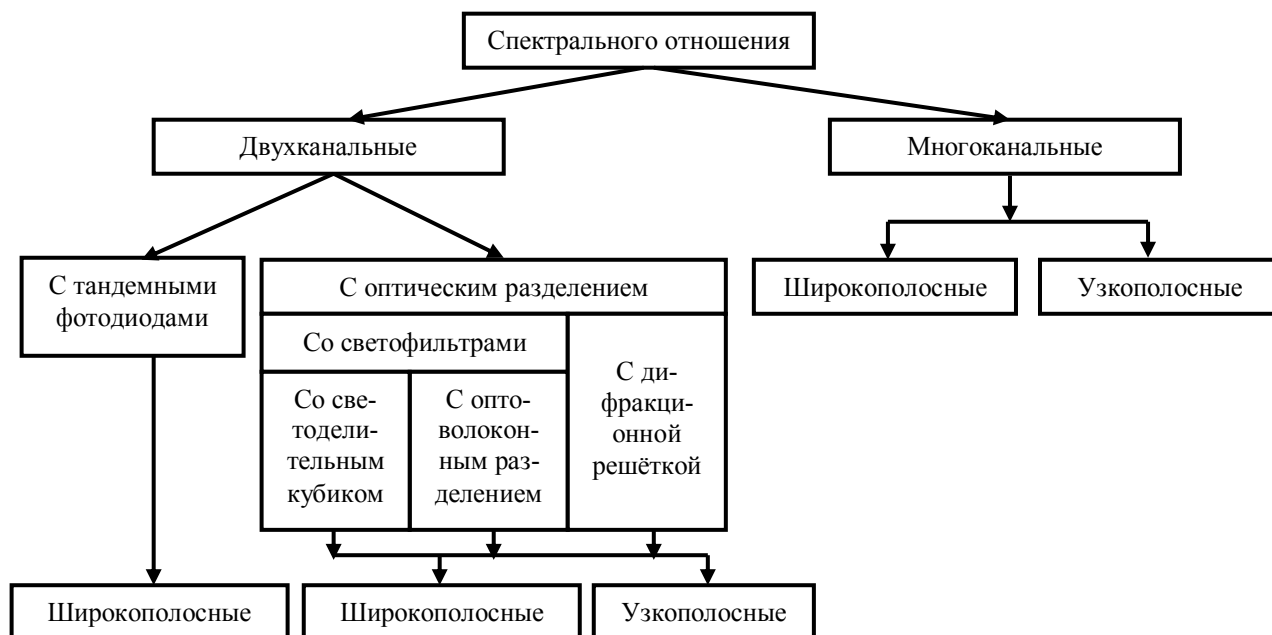 Спектрального отношения
Двухканальные
Многоканальные
С тандемными
фотодиодами
С оптическим разделением
Широкополосные
Узкополосные
Со светофильтрами
С ди-
фракци-
онной
решёткой
Со све-
тодели-
тельным
кубиком
С опто-
волокон-
ным раз-
делением
Широкополосные
Широкополосные
Узкополосные